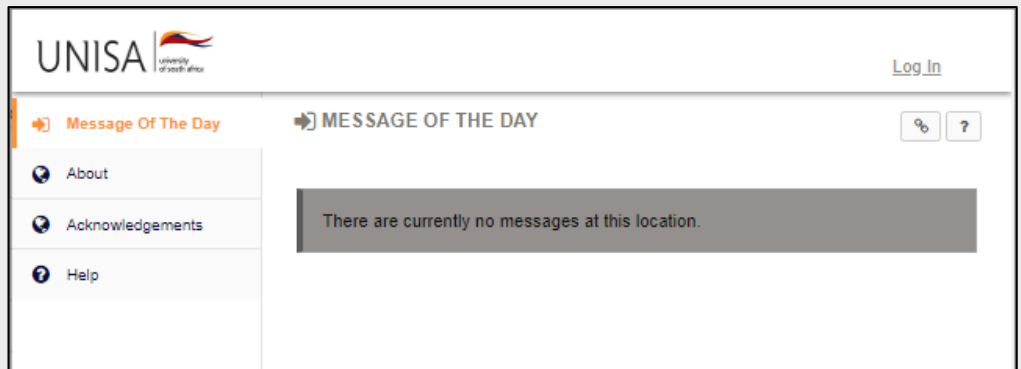 UNISA
university
of south africa
Log In
Message Of The Day
MESSAGE OF THE DAY
?
About
There are currently no messages at this location.
Acknowledgements
Help